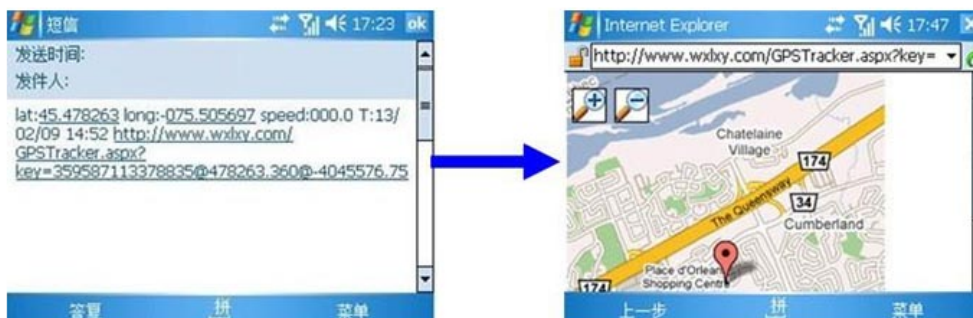 短信 17:23 ok
发送时间:
发件人:
lat:45.478263 long:-075.505697 speed:000.0 T:13/
02/09 14:52 http://www.wxlxy.com/
GPSTracker.aspx?
key=359587113378835@478263.360@-4045576.75
答复 拼 菜单
Internet Explorer 17:47
http://www.wxlxy.com/GPSTracker.aspx?key=
Chatelaine
Village
174
The Queensway
34
Cumberland
Place d'Orleans
Shopping Centre
174
上一步 拼 菜单